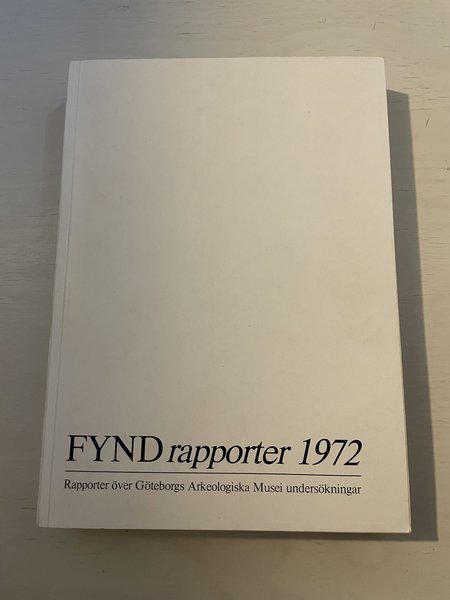 FYND rapporter 1972
Rapporter över Göteborgs Arkeologiska Musei undersökningar